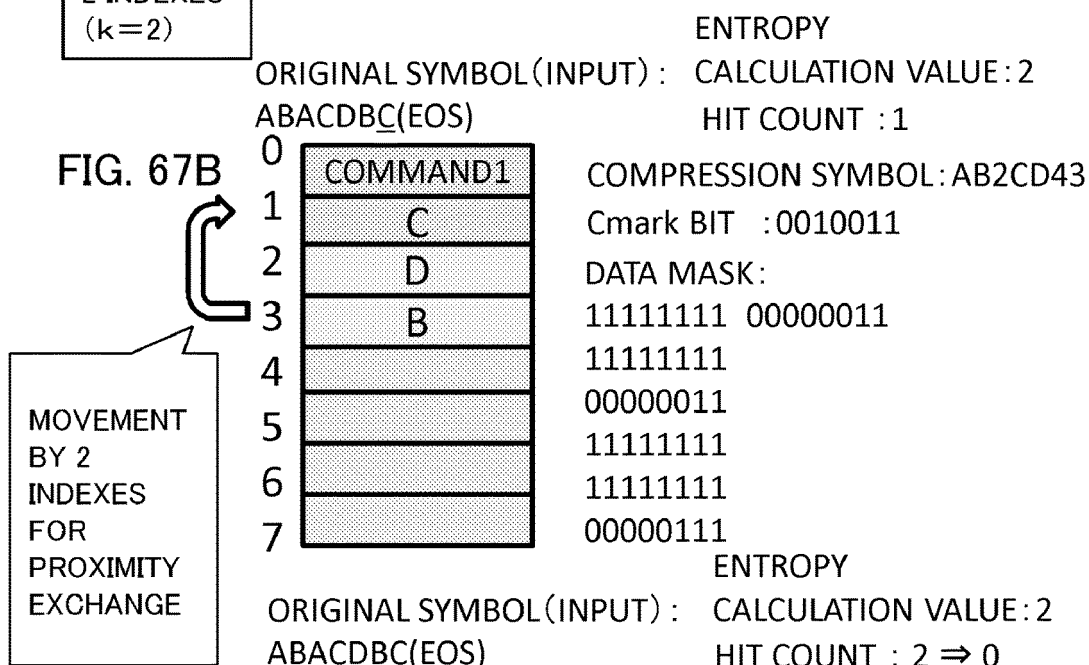 (k=2)
ENTROPY
ORIGINAL SYMBOL(INPUT): CALCULATION VALUE:2
ABACDBC(EOS) HIT COUNT :1
FIG. 67B
0 COMMAND1
1 C
2 D
3 B
4
5
6
7
COMPRESSION SYMBOL:AB2CD43
Cmark BIT :0010011
DATA MASK:
11111111 00000011
11111111
00000011
11111111
11111111
00000111
MOVEMENT
BY 2
INDEXES
FOR
PROXIMITY
EXCHANGE
ENTROPY
ORIGINAL SYMBOL(INPUT): CALCULATION VALUE:2
ABACDBC(EOS) HIT COUNT : 2 ⇒ 0